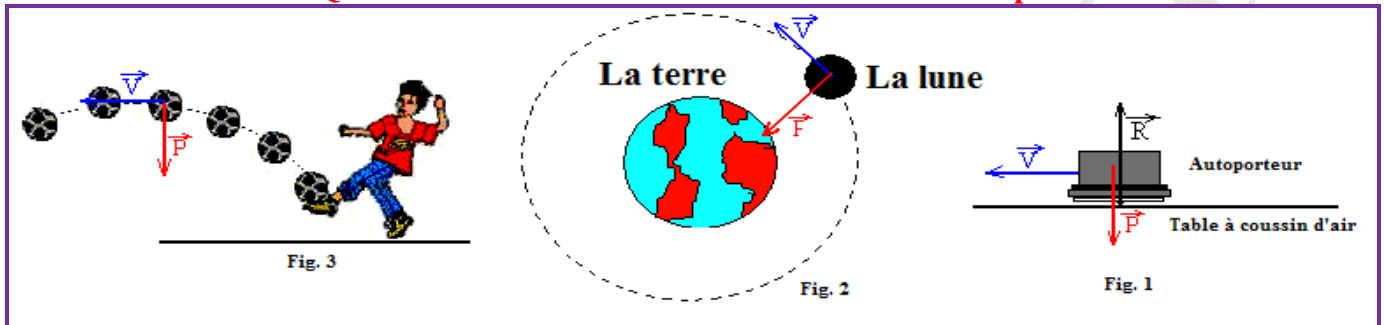 V
P
Fig. 3
La terre
La lune
V
F
Fig. 2
R
V
Autoporteur
P
Table à coussin d'air
Fig. 1